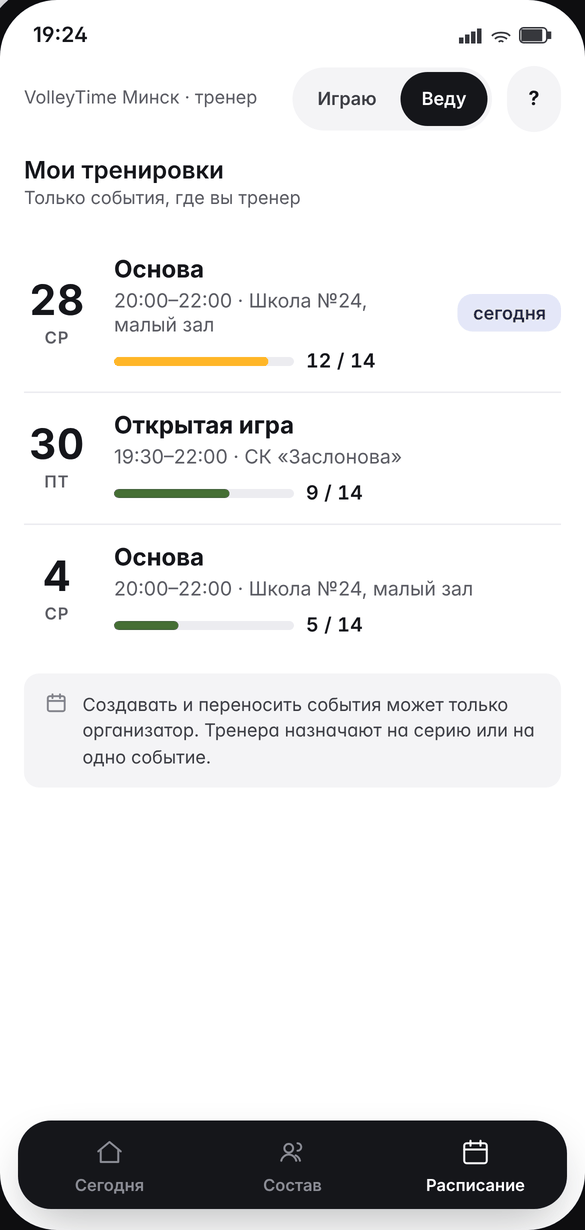 19:24
VolleyTime Минск · тренер
Играю
Веду
?
Мои тренировки
Только события, где вы тренер
28
СР
Основа
20:00–22:00 · Школа №24,
малый зал
12 / 14
сегодня
30
ПТ
Открытая игра
19:30–22:00 · СК «Заслонова»
9 / 14
4
СР
Основа
20:00–22:00 · Школа №24, малый зал
5 / 14
Создавать и переносить события может только
организатор. Тренера назначают на серию или на
одно событие.
Сегодня
Состав
Расписание